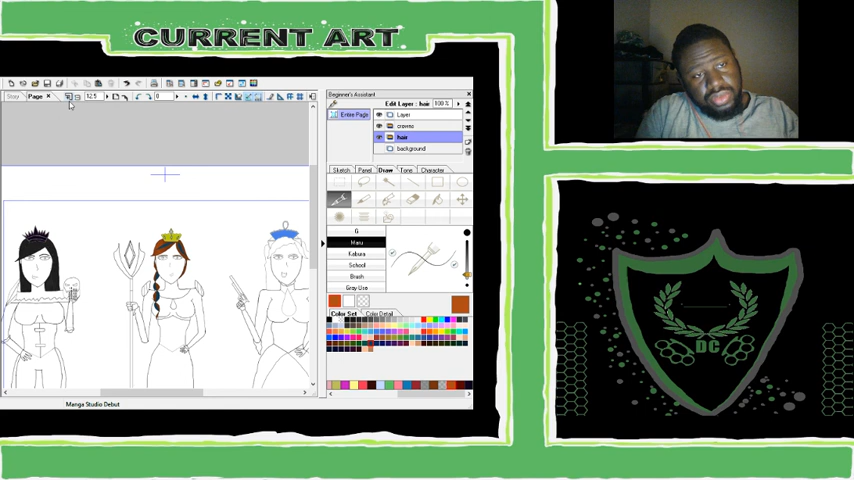 CURRENT ART
Story Page × 12.5 0
Beginner's Assistant ×
Edit Layer : hair 100 %
Entire Page
Layer
crowns
hair
background
Sketch Panel Draw Tone Character
G
Maru
Kabura
School
Brush
Gray Use
Color Set Color Detail
Manga Studio Debut
DC